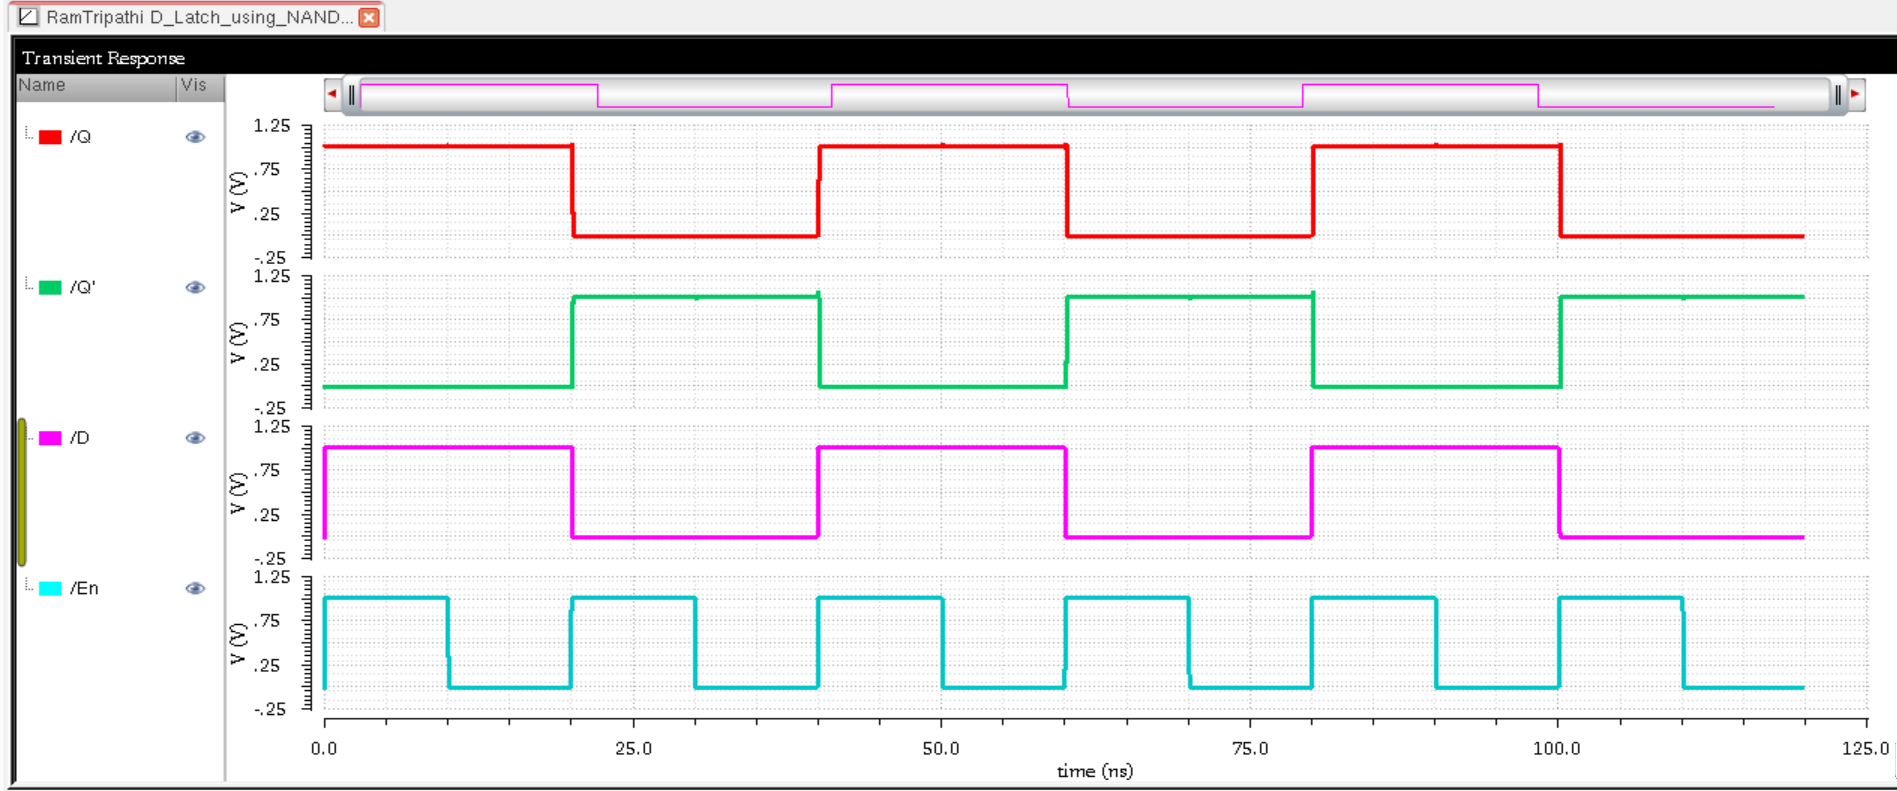 RamTripathi D_Latch_using_NAND...
Transient Response
Name Vis
/Q
1.25
.75
.25
-.25
V (V)
/Q'
1.25
.75
.25
-.25
V (V)
/D
1.25
.75
.25
-.25
V (V)
/En
1.25
.75
.25
-.25
V (V)
0.0 25.0 50.0 75.0 100.0 125.0
time (ns)